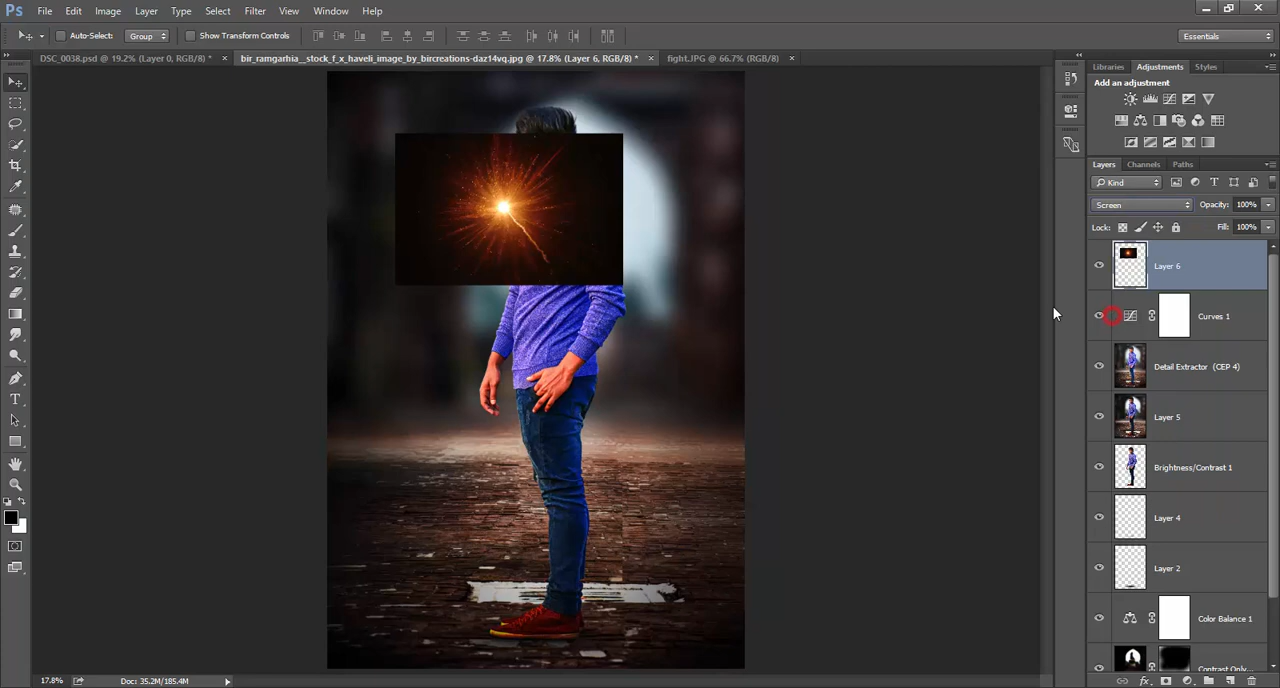 Ps File Edit Image Layer Type Select Filter View Window Help
Auto-Select: Group Show Transform Controls Essentials
DSC_0038.psd @ 19.2% (Layer 0, RGB/8) * × bir_ramgarhia__stock_f_x_haveli_image_by_bircreations-daz14vq.jpg @ 17.8% (Layer 6, RGB/8) * × fight.JPG @ 66.7% (RGB/8) ×
Libraries Adjustments Styles
Add an adjustment
Layers Channels Paths
Kind
Screen Opacity: 100%
Lock: Fill: 100%
Layer 6
Curves 1
Detail Extractor (CEP 4)
Layer 5
Brightness/Contrast 1
Layer 4
Layer 2
Color Balance 1
Contrast Only...
17.8% Doc: 35.2M/185.4M